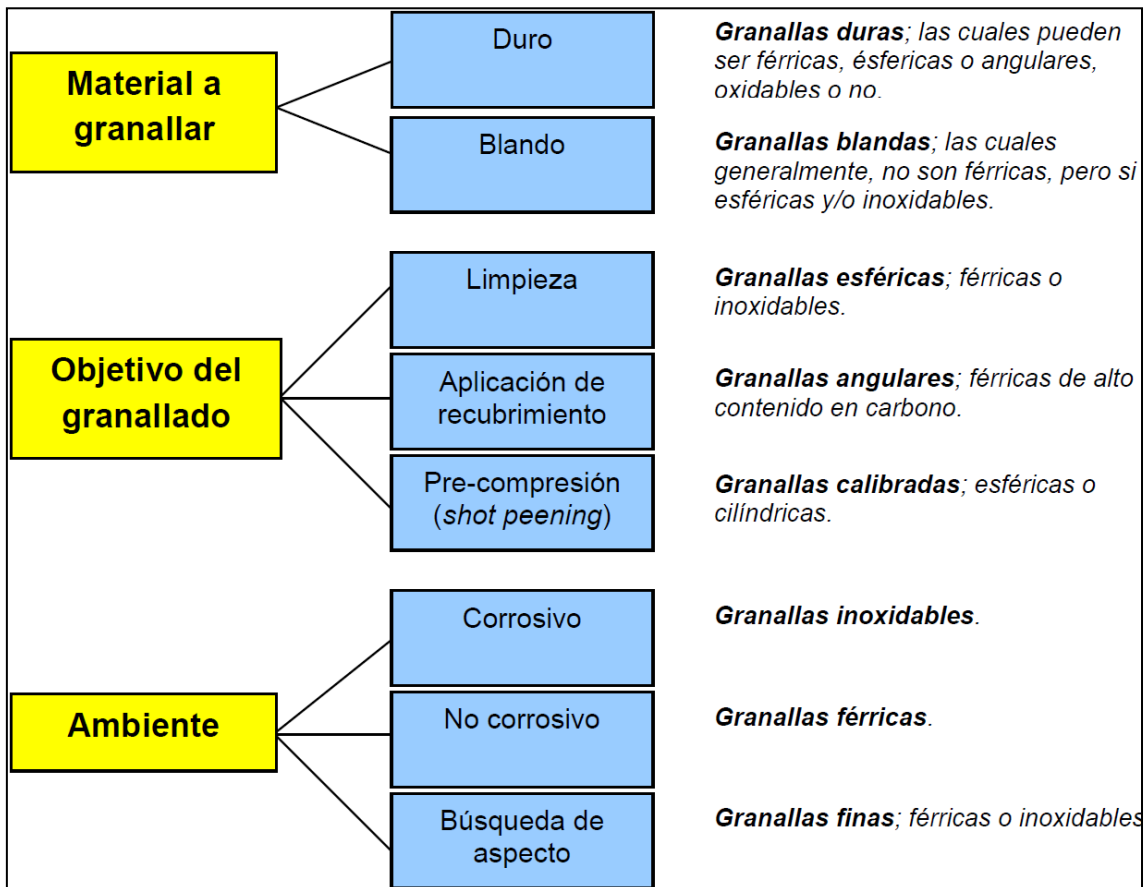 Material a
granallar
Duro
Granallas duras; las cuales pueden
ser férricas, ésfericas o angulares,
oxidables o no.
Blando
Granallas blandas; las cuales
generalmente, no son férricas, pero si
esféricas y/o inoxidables.
Objetivo del
granallado
Limpieza
Granallas esféricas; férricas o
inoxidables.
Aplicación de
recubrimiento
Granallas angulares; férricas de alto
contenido en carbono.
Pre-compresión
(shot peening)
Granallas calibradas; esféricas o
cilíndricas.
Ambiente
Corrosivo
Granallas inoxidables.
No corrosivo
Granallas férricas.
Búsqueda de
aspecto
Granallas finas; férricas o inoxidables